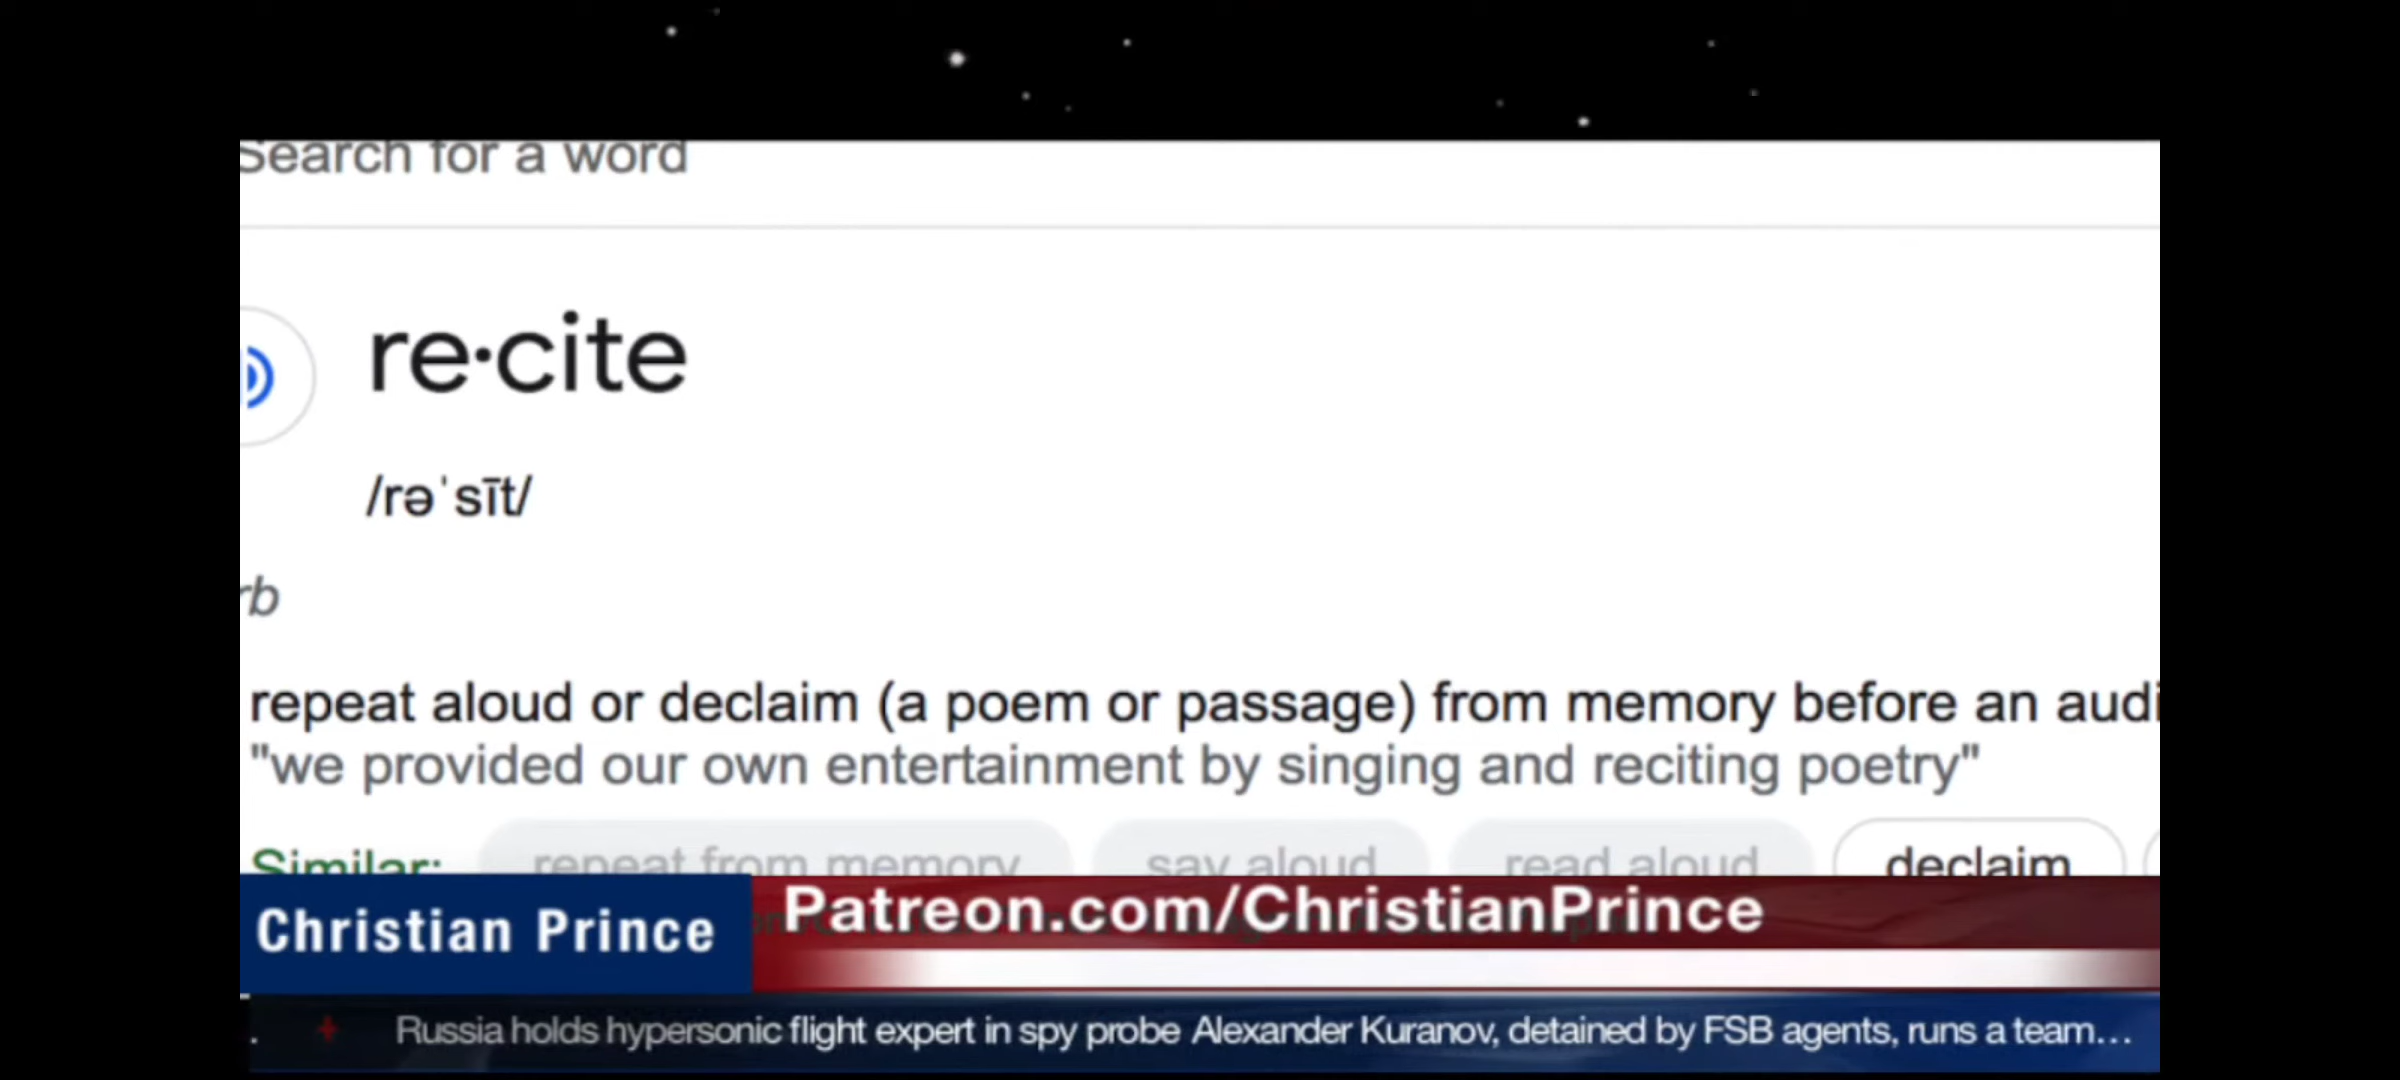 Search for a word
re·cite
/rəˈsīt/
rb
repeat aloud or declaim (a poem or passage) from memory before an audi
"we provided our own entertainment by singing and reciting poetry"
Similar: repeat from memory say aloud read aloud declaim
Christian Prince
Patreon.com/ChristianPrince
. + Russia holds hypersonic flight expert in spy probe Alexander Kuranov, detained by FSB agents, runs a team...